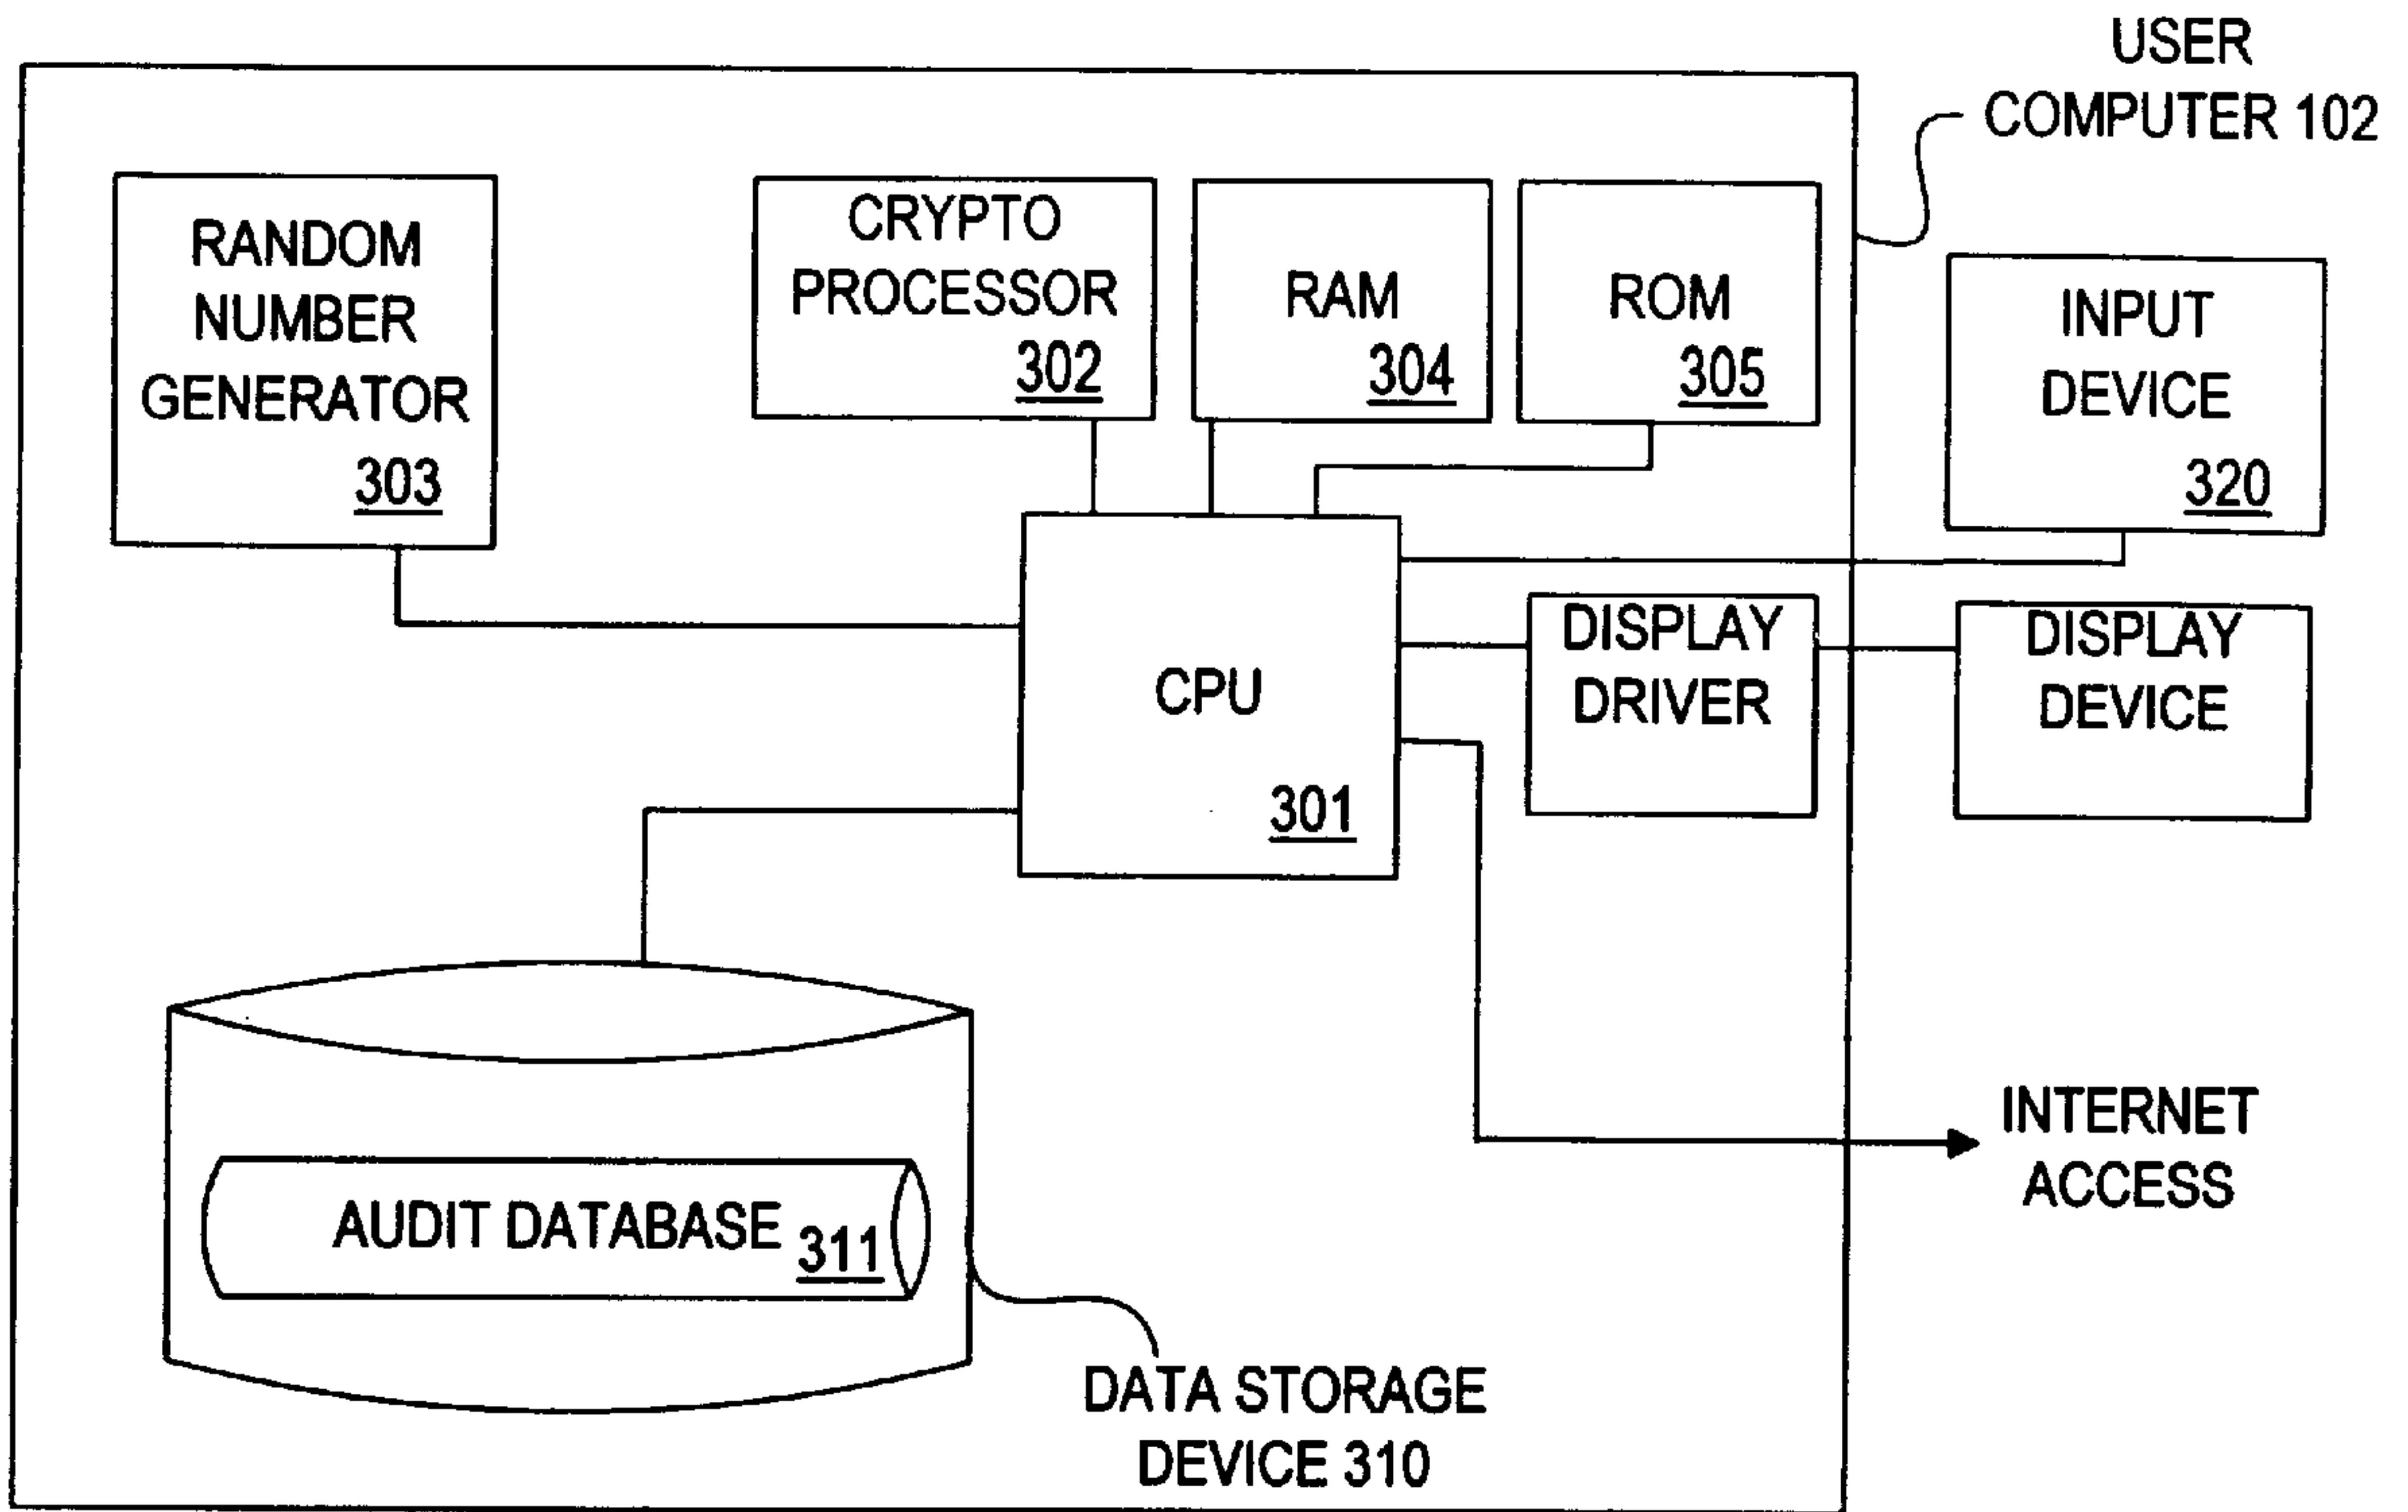 USER
COMPUTER 102
RANDOM
NUMBER
GENERATOR
303
CRYPTO
PROCESSOR
302
RAM
304
ROM
305
INPUT
DEVICE
320
CPU
301
DISPLAY
DRIVER
DISPLAY
DEVICE
INTERNET
ACCESS
AUDIT DATABASE 311
DATA STORAGE
DEVICE 310